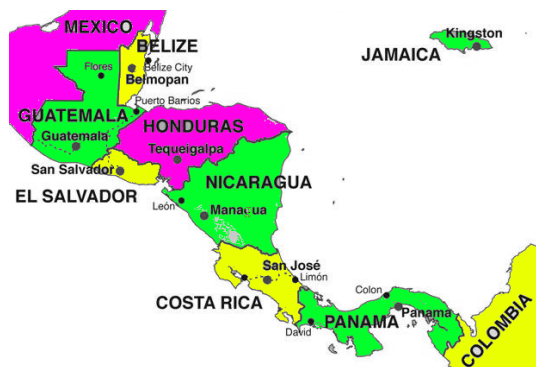 MEXICO
Kingston
BELIZE
JAMAICA
Flores
Belize City
Belmopan
Puerto Barrios
GUATEMALA
HONDURAS
Guatemala
Tequeigalpa
San Salvador
NICARAGUA
EL SALVADOR
León
Managua
San José
Limón
COSTA RICA
Colon
Panama
PANAMA
David
COLOMBIA